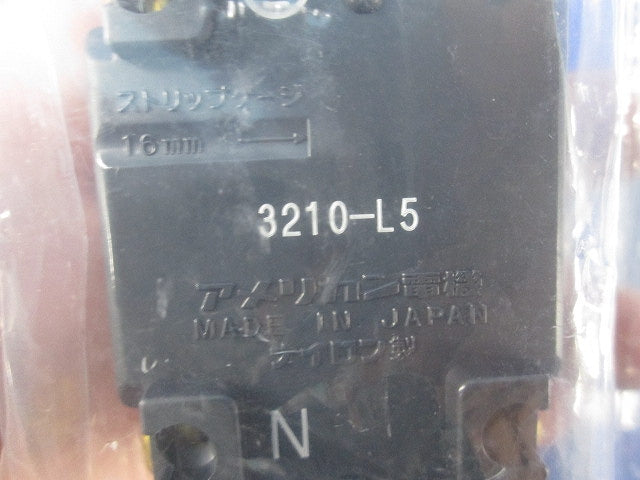 ストリップゲージ
16mm
3210-L5
アメリカン電機
MADE IN JAPAN
ナイロン製
N